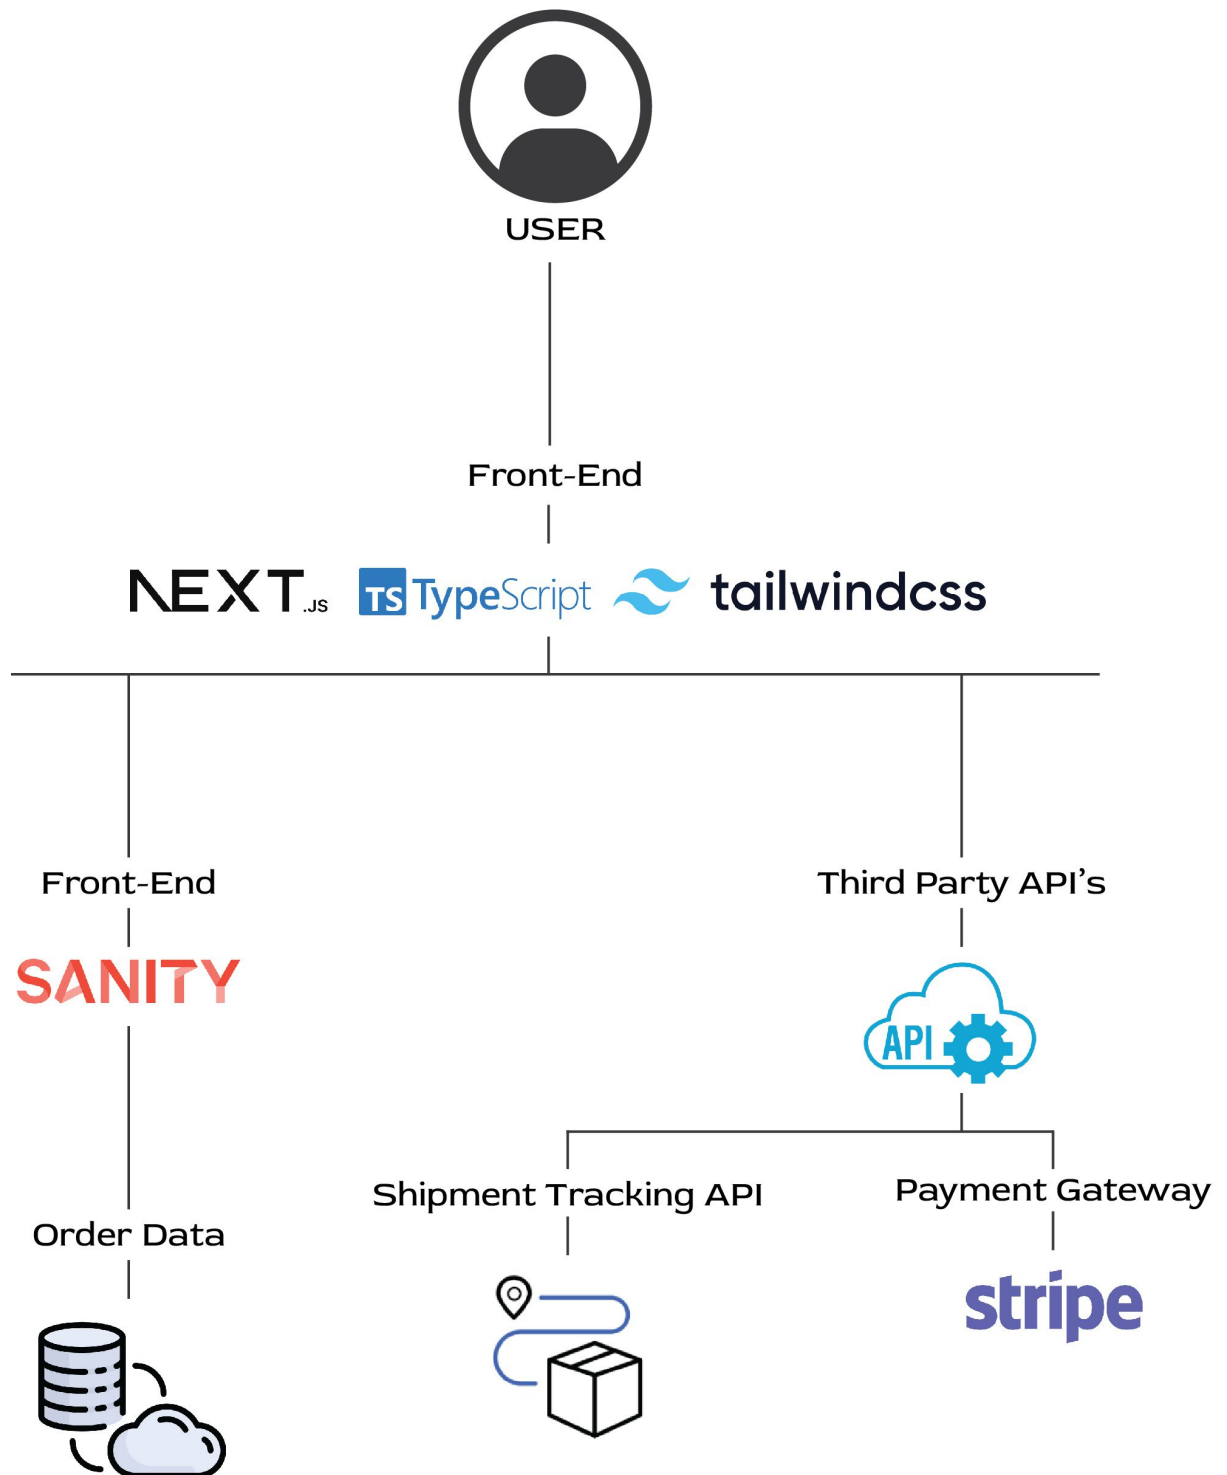 USER
Front-End
NEXT.JS TS TypeScript tailwindcss
Front-End
Third Party API's
SANITY
API
Shipment Tracking API
Payment Gateway
Order Data
stripe